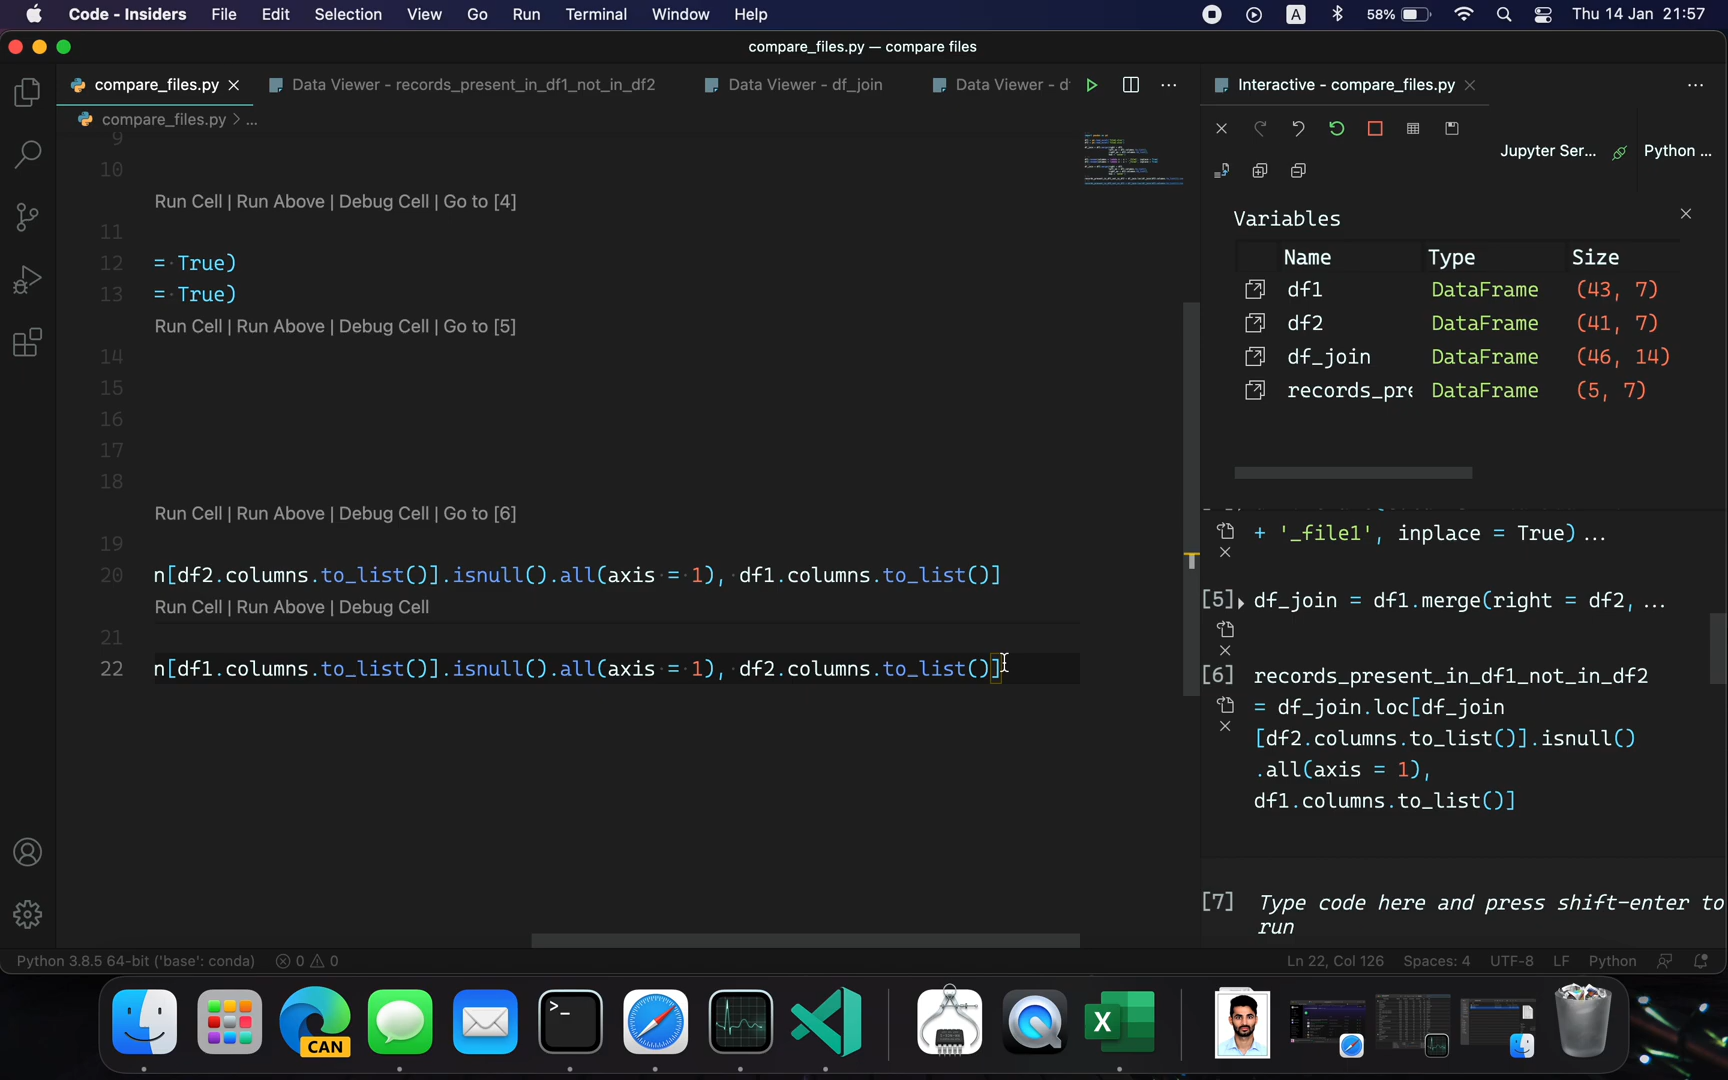 Code - Insiders File Edit Selection View Go Run Terminal Window Help
A 58% Thu 14 Jan 21:57
compare_files.py — compare files
compare_files.py Data Viewer - records_present_in_df1_not_in_df2 Data Viewer - df_join Data Viewer - d
compare_files.py > ...
9
10
Run Cell | Run Above | Debug Cell | Go to [4]
11
12 = True)
13 = True)
Run Cell | Run Above | Debug Cell | Go to [5]
14
15
16
17
18
Run Cell | Run Above | Debug Cell | Go to [6]
19
20 n[df2.columns.to_list()].isnull().all(axis = 1), df1.columns.to_list()]
Run Cell | Run Above | Debug Cell
21
22 n[df1.columns.to_list()].isnull().all(axis = 1), df2.columns.to_list()]
Interactive - compare_files.py
Jupyter Ser... Python ...
Variables
Name Type Size
df1 DataFrame (43, 7)
df2 DataFrame (41, 7)
df_join DataFrame (46, 14)
records_pre DataFrame (5, 7)
+ '_file1', inplace = True) ...
[5] df_join = df1.merge(right = df2, ...
[6] records_present_in_df1_not_in_df2
= df_join.loc[df_join
[df2.columns.to_list()].isnull()
.all(axis = 1),
df1.columns.to_list()]
[7] Type code here and press shift-enter to
run
Python 3.8.5 64-bit ('base': conda) 0 0 Ln 22, Col 126 Spaces: 4 UTF-8 LF Python
CAN
>_
X